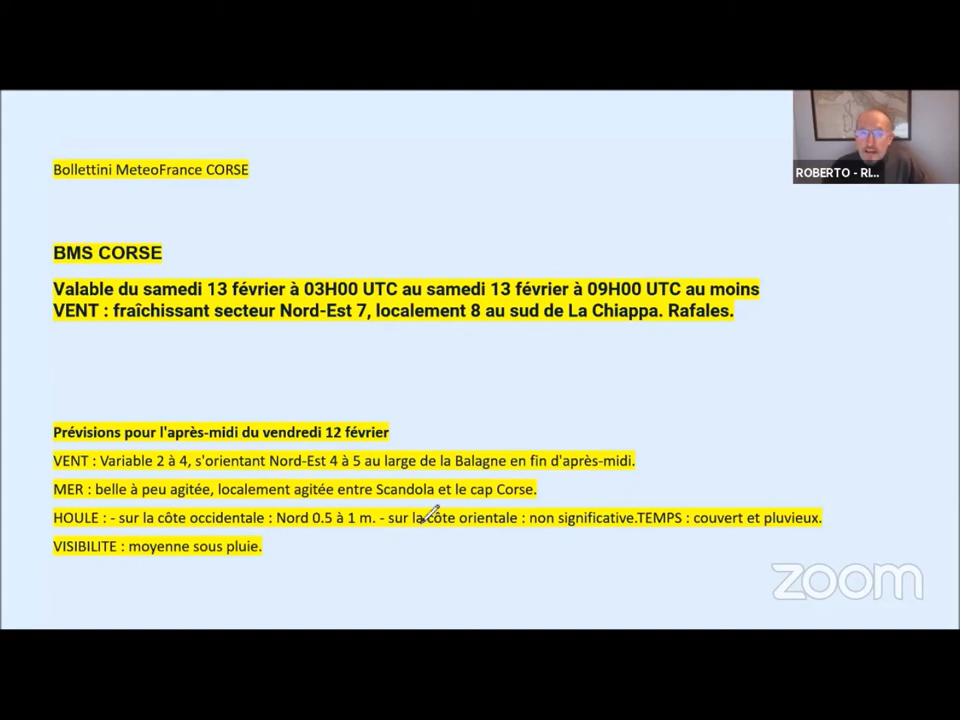 Bollettini MeteoFrance CORSE
ROBERTO - RI...
BMS CORSE
Valable du samedi 13 février à 03H00 UTC au samedi 13 février à 09H00 UTC au moins
VENT : fraîchissant secteur Nord-Est 7, localement 8 au sud de La Chiappa. Rafales.
Prévisions pour l'après-midi du vendredi 12 février
VENT : Variable 2 à 4, s'orientant Nord-Est 4 à 5 au large de la Balagne en fin d'après-midi.
MER : belle à peu agitée, localement agitée entre Scandola et le cap Corse.
HOULE : - sur la côte occidentale : Nord 0.5 à 1 m. - sur la côte orientale : non significative.TEMPS : couvert et pluvieux.
VISIBILITE : moyenne sous pluie.
zoom